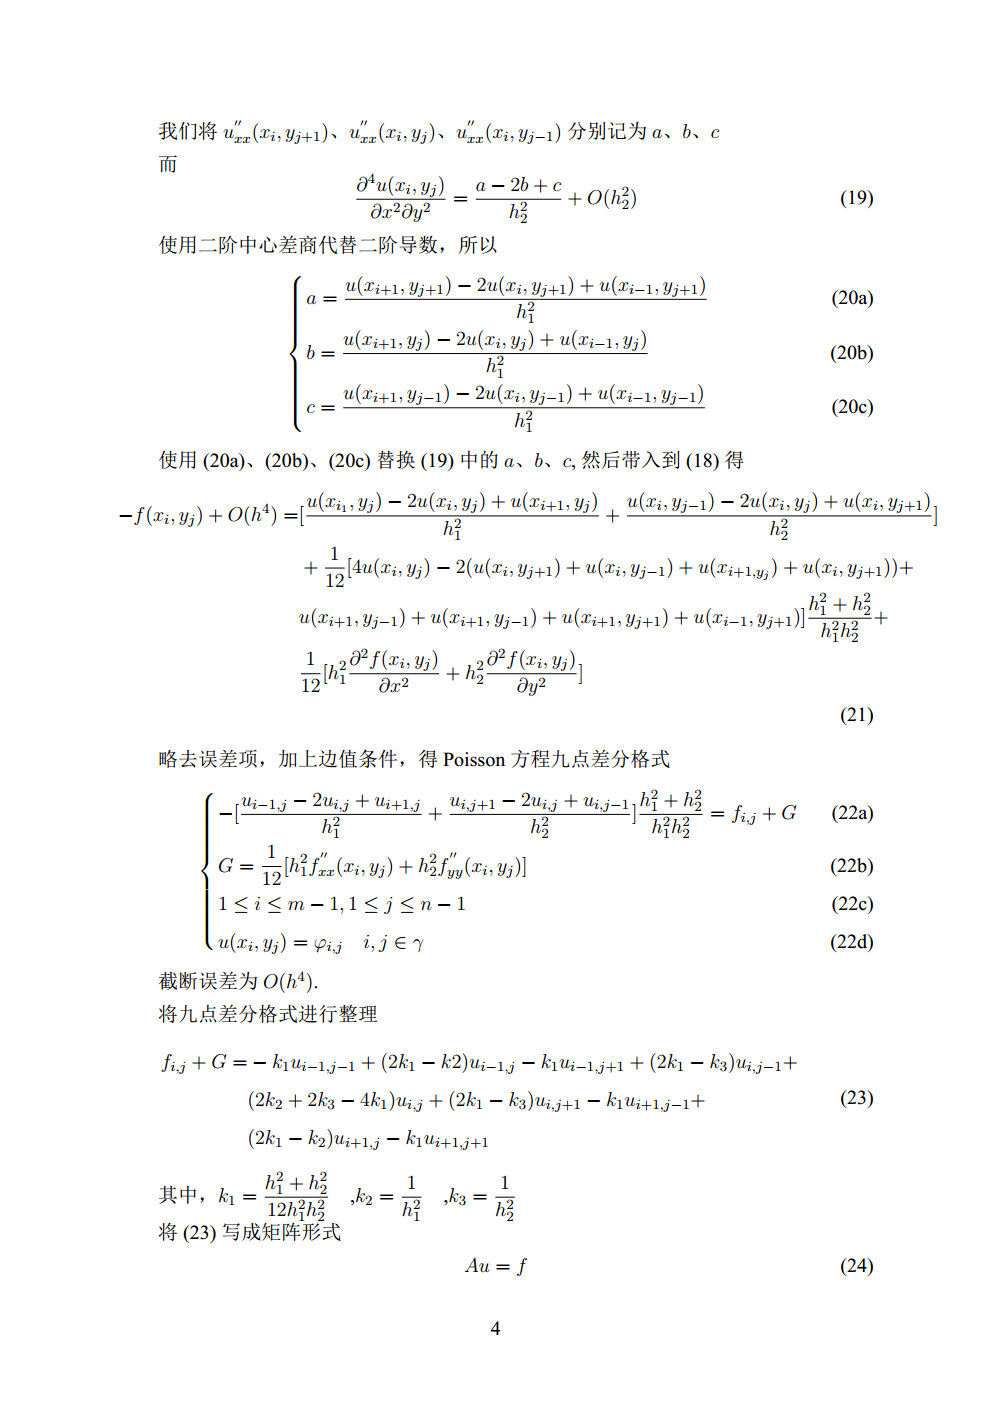 我们将 $u''_{xx}(x_i, y_{j+1})$、$u''_{xx}(x_i, y_j)$、$u''_{xx}(x_i, y_{j-1})$ 分别记为 $a$、$b$、$c$
而
$\frac{\partial^4 u(x_i, y_j)}{\partial x^2 \partial y^2} = \frac{a - 2b + c}{h_2^2} + O(h_2^2)$ (19)
使用二阶中心差商代替二阶导数，所以
$a = \frac{u(x_{i+1}, y_{j+1}) - 2u(x_i, y_{j+1}) + u(x_{i-1}, y_{j+1})}{h_1^2}$ (20a)
$b = \frac{u(x_{i+1}, y_j) - 2u(x_i, y_j) + u(x_{i-1}, y_j)}{h_1^2}$ (20b)
$c = \frac{u(x_{i+1}, y_{j-1}) - 2u(x_i, y_{j-1}) + u(x_{i-1}, y_{j-1})}{h_1^2}$ (20c)
使用 (20a)、(20b)、(20c) 替换 (19) 中的 $a$、$b$、$c$, 然后带入到 (18) 得
$-f(x_i, y_j) + O(h^4) = [\frac{u(x_{i_1}, y_j) - 2u(x_i, y_j) + u(x_{i+1}, y_j)}{h_1^2} + \frac{u(x_i, y_{j-1}) - 2u(x_i, y_j) + u(x_i, y_{j+1})}{h_2^2}]$
$+ \frac{1}{12}[4u(x_i, y_j) - 2(u(x_i, y_{j+1}) + u(x_i, y_{j-1}) + u(x_{i+1, y_j}) + u(x_i, y_{j+1})) +$
$u(x_{i+1}, y_{j-1}) + u(x_{i+1}, y_{j-1}) + u(x_{i+1}, y_{j+1}) + u(x_{i-1}, y_{j+1})]\frac{h_1^2 + h_2^2}{h_1^2 h_2^2} +$
$\frac{1}{12}[h_1^2 \frac{\partial^2 f(x_i, y_j)}{\partial x^2} + h_2^2 \frac{\partial^2 f(x_i, y_j)}{\partial y^2}]$
(21)
略去误差项，加上边值条件，得 Poisson 方程九点差分格式
$-[\frac{u_{i-1,j} - 2u_{i,j} + u_{i+1,j}}{h_1^2} + \frac{u_{i,j+1} - 2u_{i,j} + u_{i,j-1}}{h_2^2}]\frac{h_1^2 + h_2^2}{h_1^2 h_2^2} = f_{i,j} + G$ (22a)
$G = \frac{1}{12}[h_1^2 f''_{xx}(x_i, y_j) + h_2^2 f''_{yy}(x_i, y_j)]$ (22b)
$1 \le i \le m - 1, 1 \le j \le n - 1$ (22c)
$u(x_i, y_j) = \varphi_{i,j} \quad i, j \in \gamma$ (22d)
截断误差为 $O(h^4)$.
将九点差分格式进行整理
$f_{i,j} + G = -k_1 u_{i-1,j-1} + (2k_1 - k2)u_{i-1,j} - k_1 u_{i-1,j+1} + (2k_1 - k_3)u_{i,j-1} +$
$(2k_2 + 2k_3 - 4k_1)u_{i,j} + (2k_1 - k_3)u_{i,j+1} - k_1 u_{i+1,j-1} +$ (23)
$(2k_1 - k_2)u_{i+1,j} - k_1 u_{i+1,j+1}$
其中，$k_1 = \frac{h_1^2 + h_2^2}{12h_1^2 h_2^2}$ ,$k_2 = \frac{1}{h_1^2}$ ,$k_3 = \frac{1}{h_2^2}$
将 (23) 写成矩阵形式
$Au = f$ (24)
4